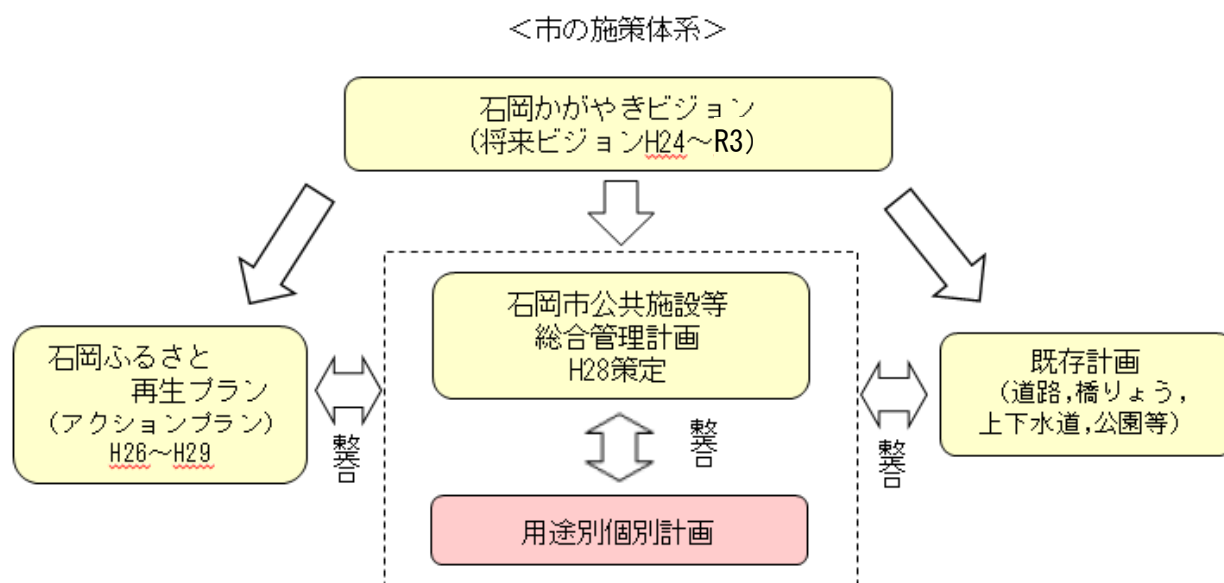 ＜市の施策体系＞
石岡かがやきビジョン
(将来ビジョンH24～R3)
石岡市公共施設等
総合管理計画
H28策定
石岡ふるさと
再生プラン
(アクションプラン)
H26～H29
整合
整合
整合
既存計画
(道路,橋りょう,
上下水道,公園等)
用途別個別計画